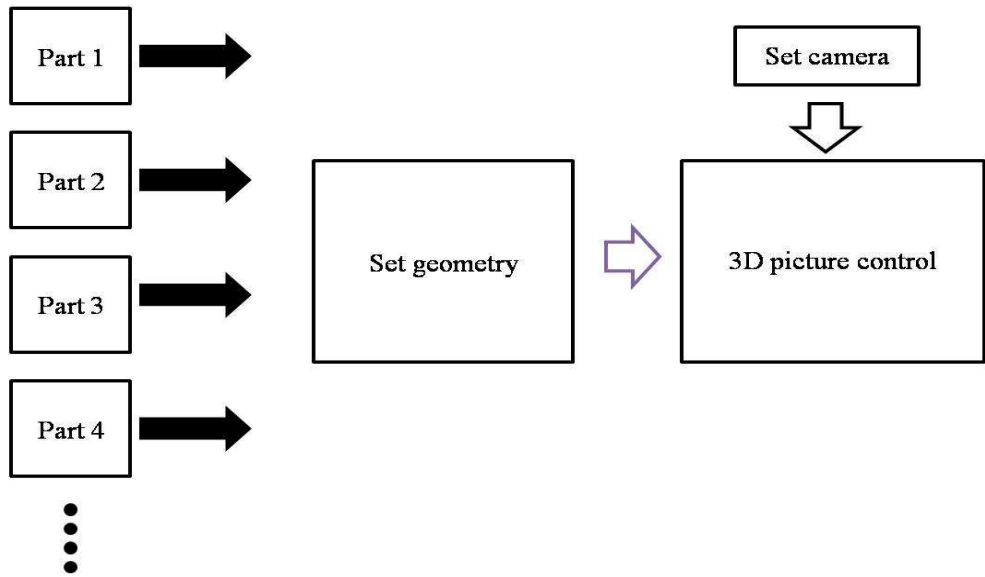 Part 1
Set camera
Part 2
Set geometry
3D picture control
Part 3
Part 4